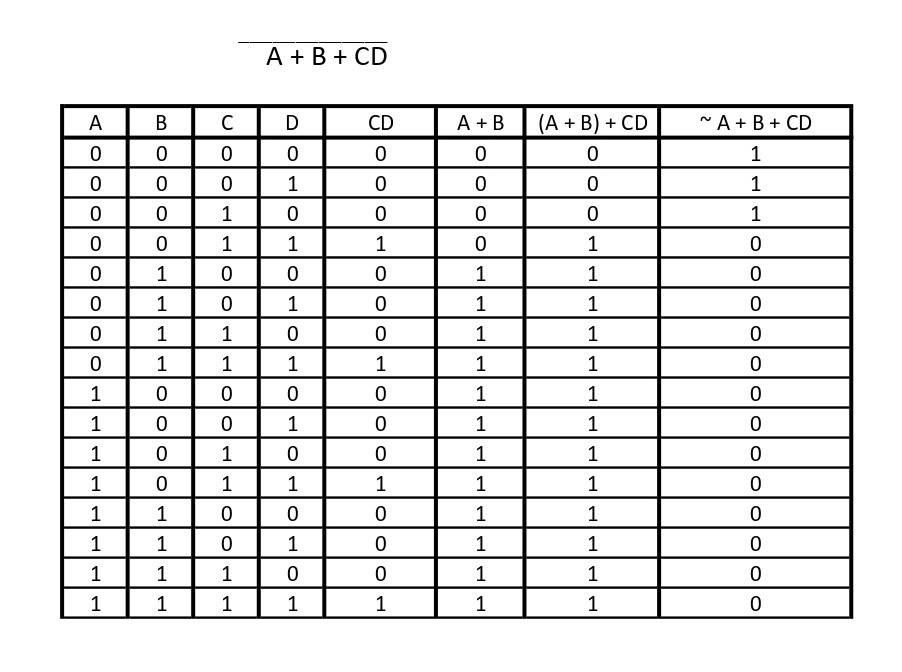 A + B + CD
A B C D CD A + B (A + B) + CD ~ A + B + CD
0 0 0 0 0 0 0 1
0 0 0 1 0 0 0 1
0 0 1 0 0 0 0 1
0 0 1 1 1 0 1 0
0 1 0 0 0 1 1 0
0 1 0 1 0 1 1 0
0 1 1 0 0 1 1 0
0 1 1 1 1 1 1 0
1 0 0 0 0 1 1 0
1 0 0 1 0 1 1 0
1 0 1 0 0 1 1 0
1 0 1 1 1 1 1 0
1 1 0 0 0 1 1 0
1 1 0 1 0 1 1 0
1 1 1 0 0 1 1 0
1 1 1 1 1 1 1 0